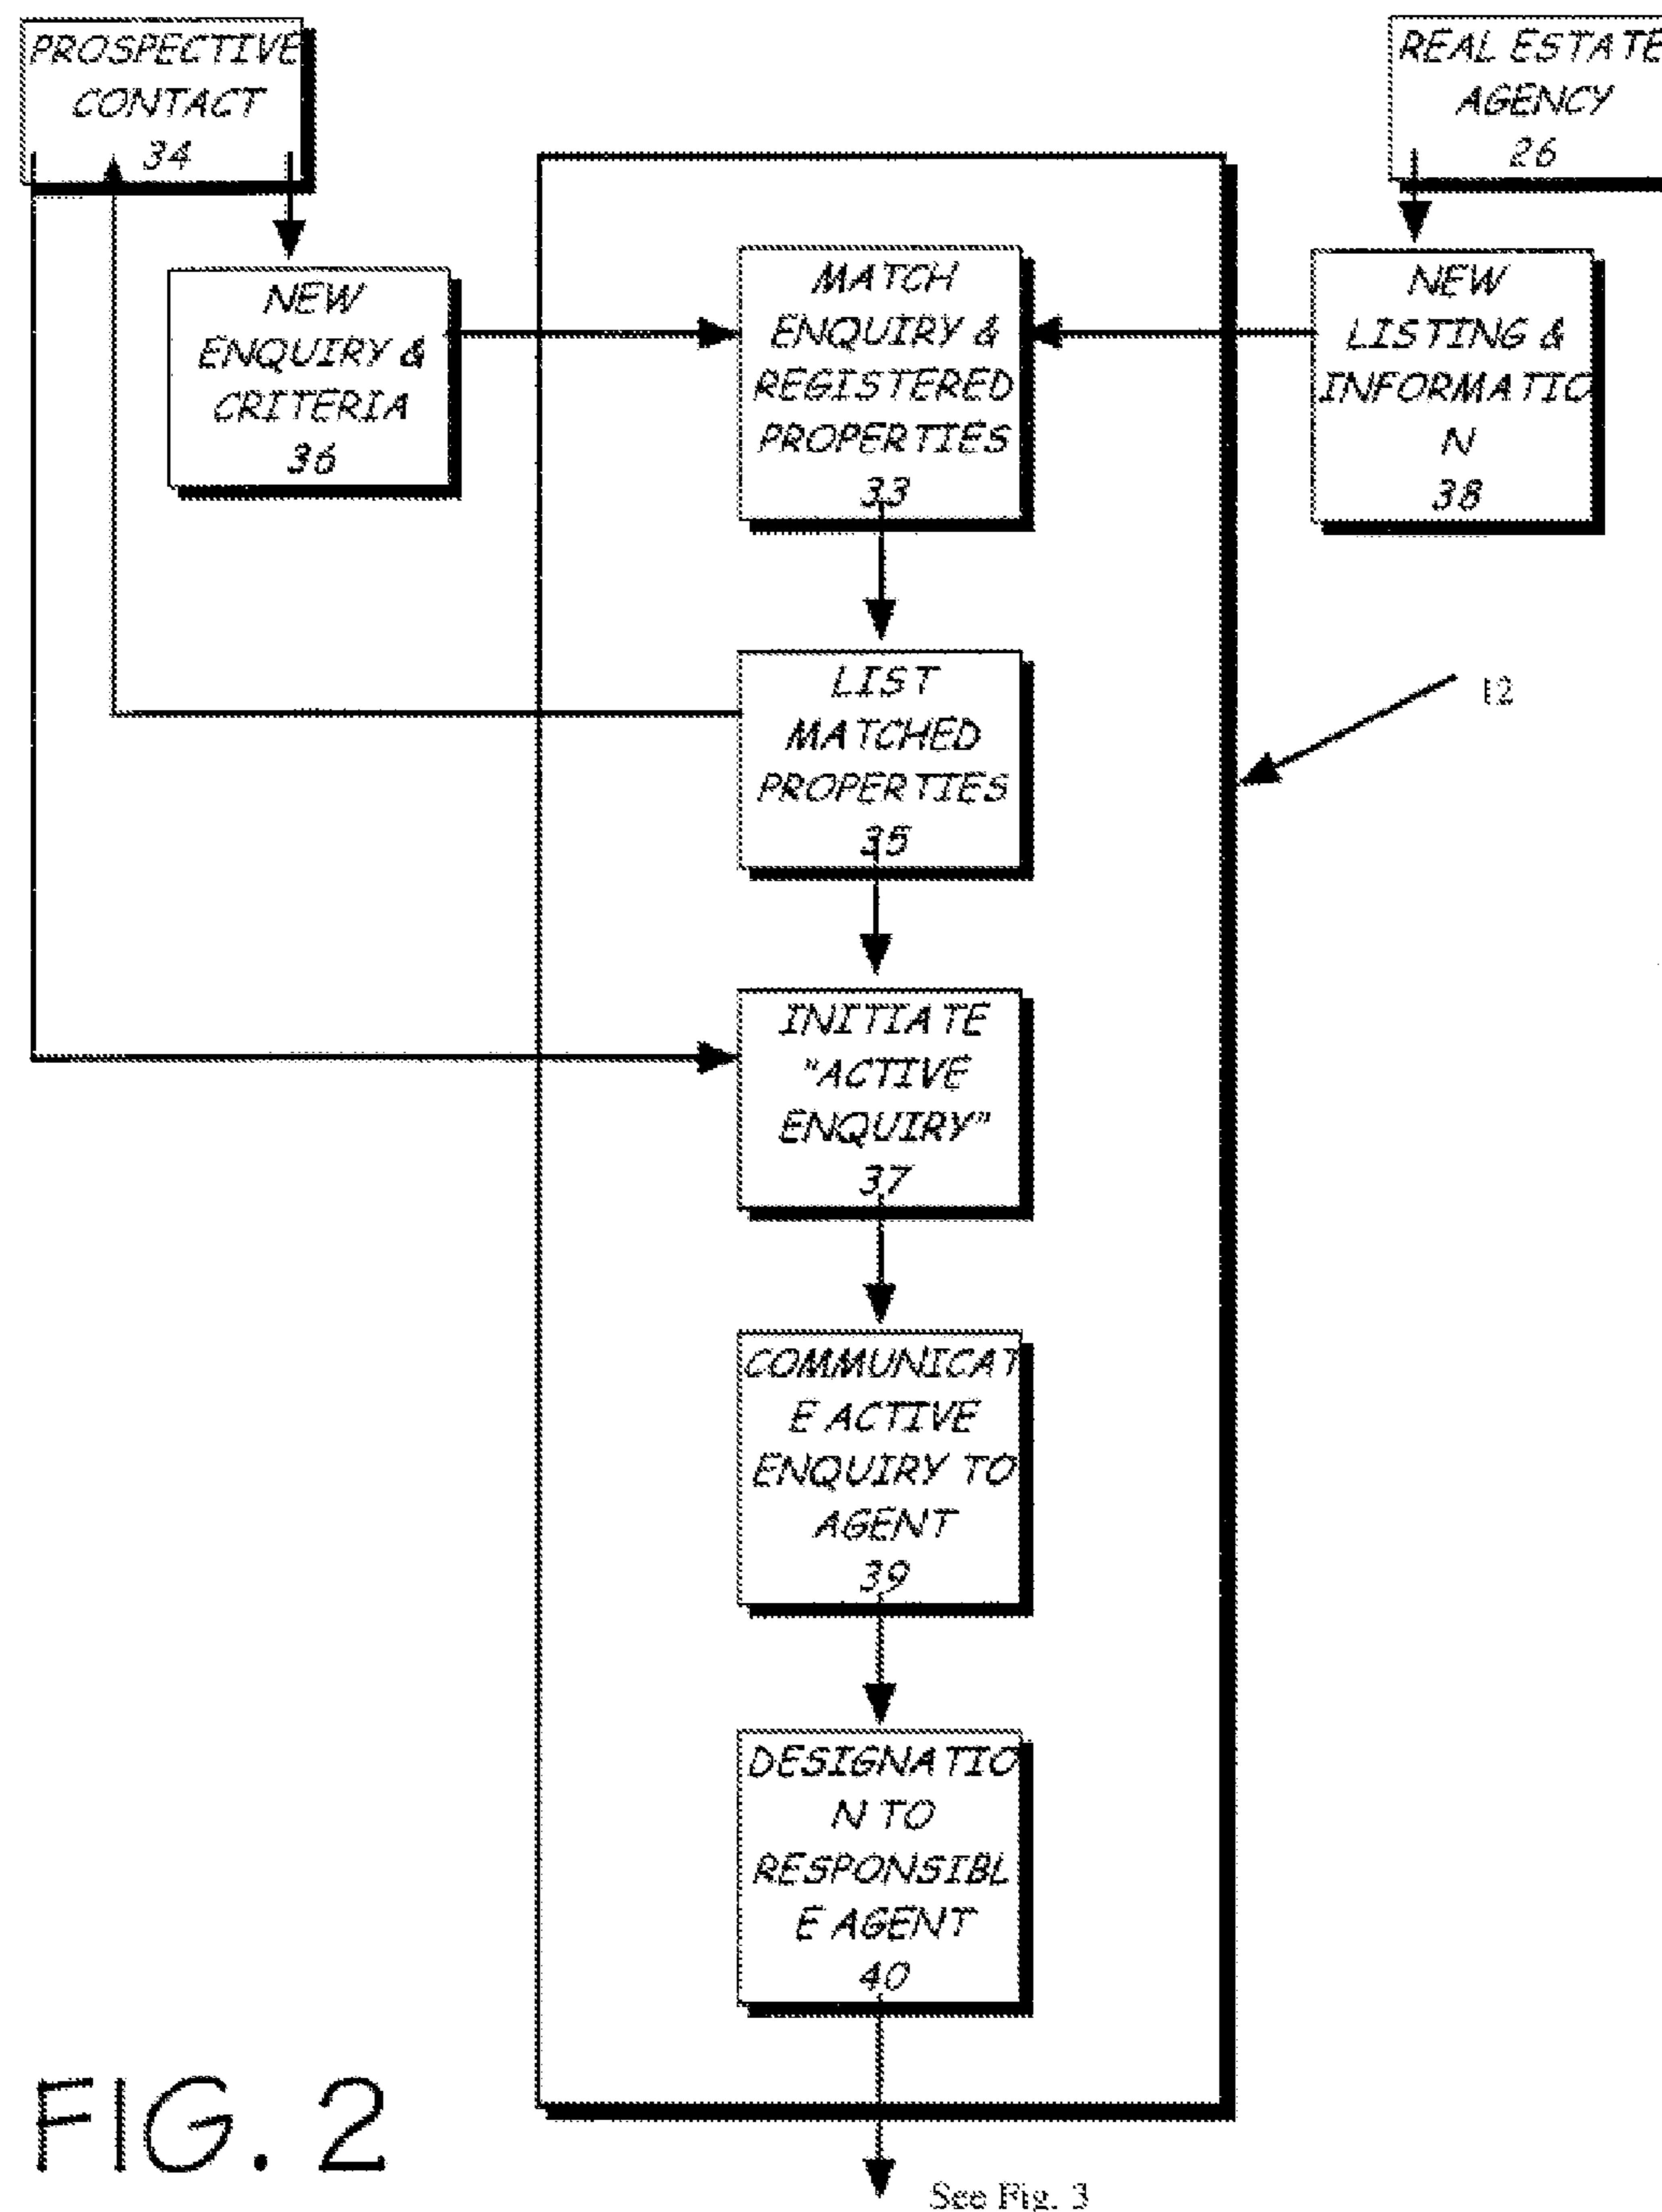 PROSPECTIVE
CONTACT
34
REAL ESTATE
AGENCY
26
NEW
ENQUIRY &
CRITERIA
36
MATCH
ENQUIRY &
REGISTERED
PROPERTIES
33
NEW
LISTING &
INFORMATIO
N
38
LIST
MATCHED
PROPERTIES
35
12
INITIATE
"ACTIVE
ENQUIRY"
37
COMMUNICAT
E ACTIVE
ENQUIRY TO
AGENT
39
DESIGNATIO
N TO
RESPONSIBL
E AGENT
40
FIG. 2
See Fig. 3